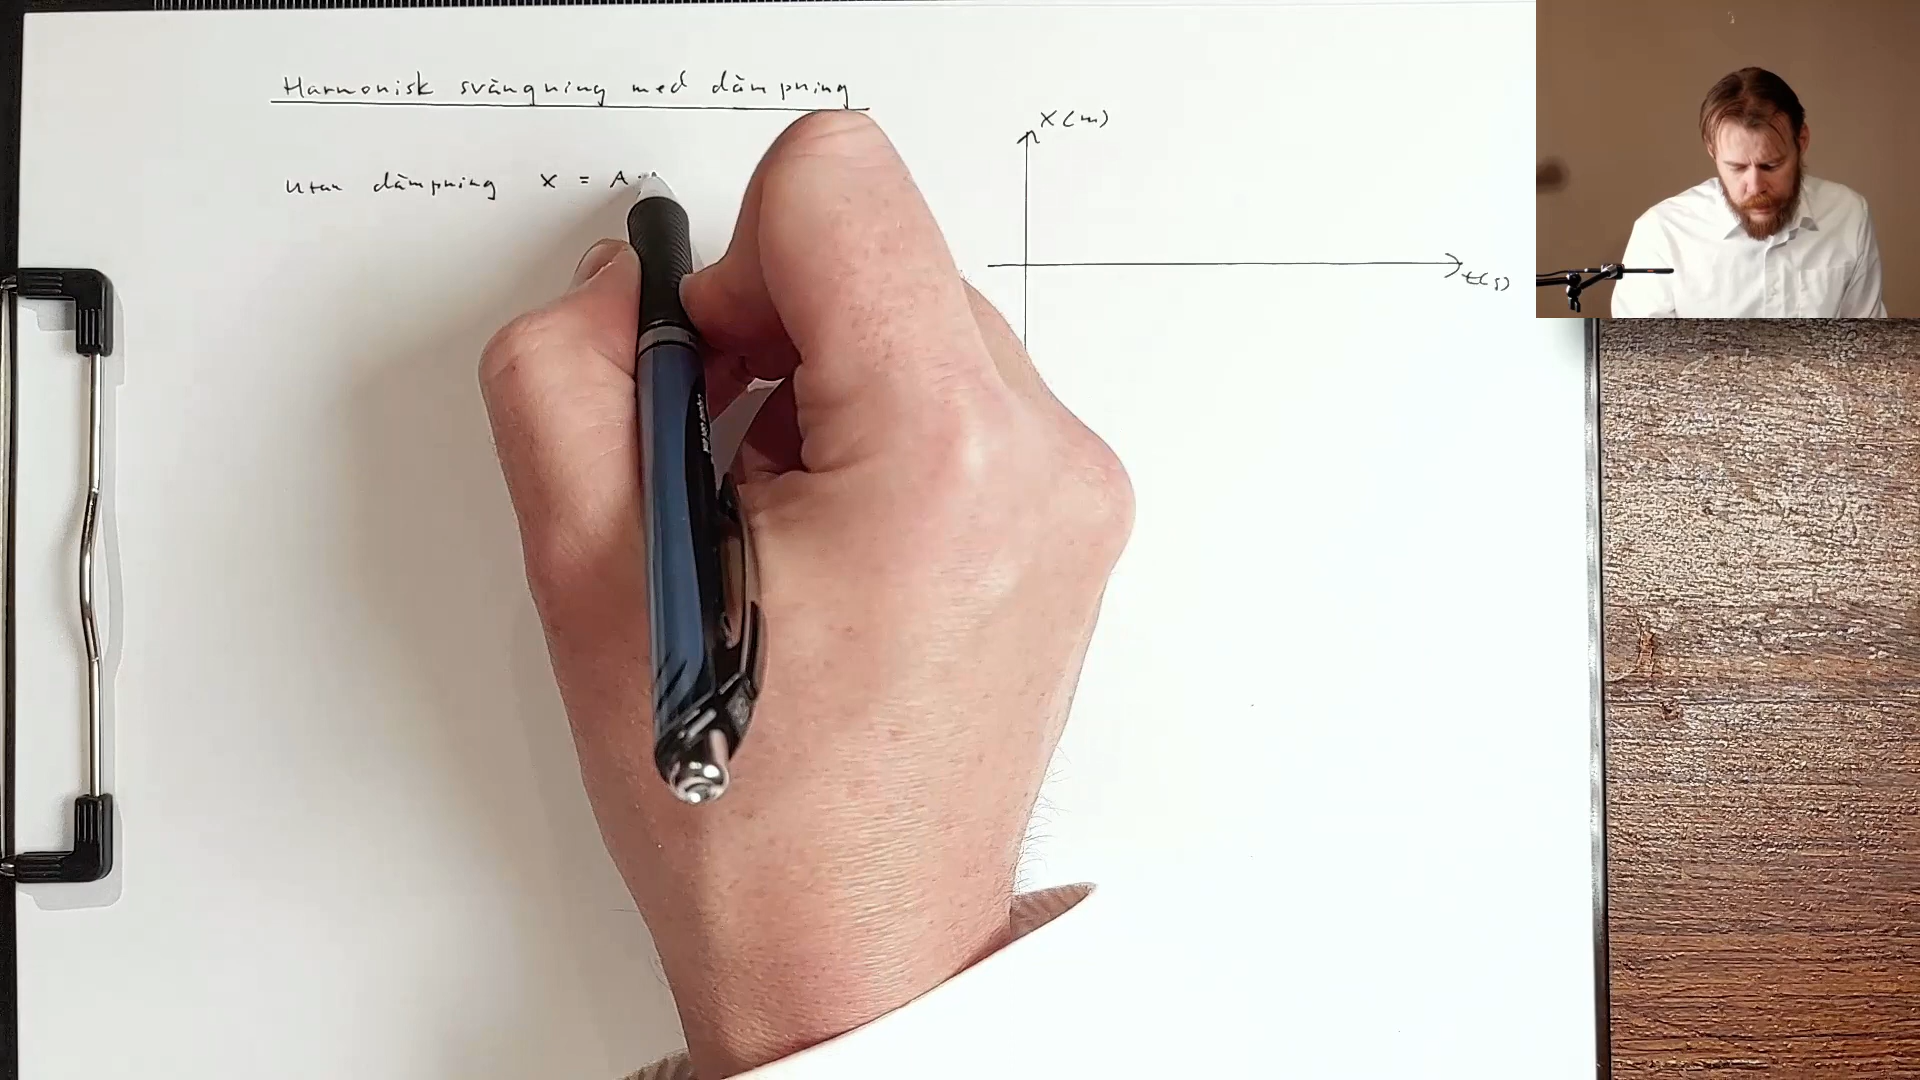 Harmonisk svängning med dämpning
x (m)
utan dämpning x = A
t(s)